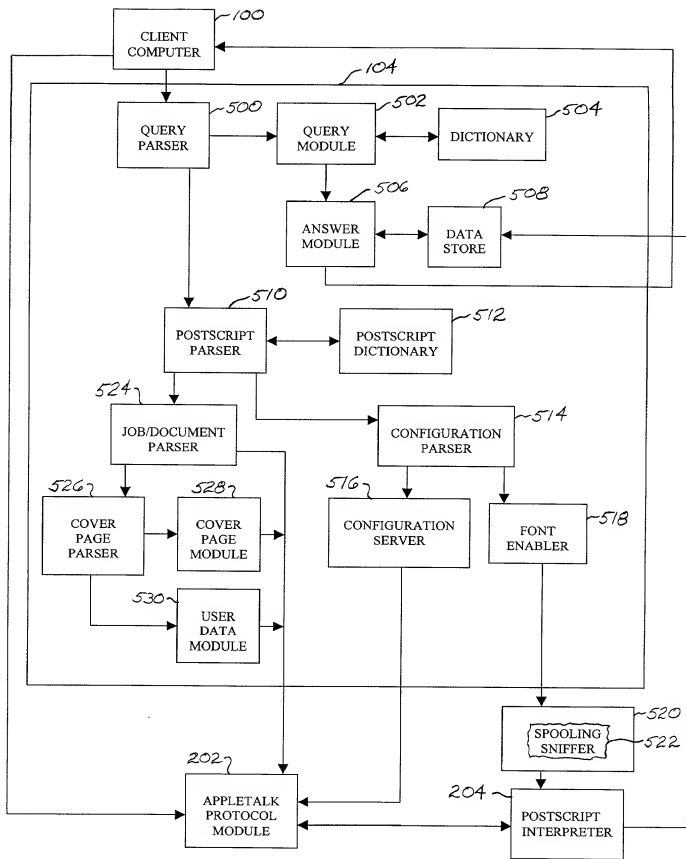 100
CLIENT
COMPUTER
104
500
QUERY
PARSER
502
QUERY
MODULE
504
DICTIONARY
506
ANSWER
MODULE
508
DATA
STORE
510
POSTSCRIPT
PARSER
512
POSTSCRIPT
DICTIONARY
524
JOB/DOCUMENT
PARSER
514
CONFIGURATION
PARSER
526
COVER
PAGE
PARSER
528
COVER
PAGE
MODULE
516
CONFIGURATION
SERVER
518
FONT
ENABLER
530
USER
DATA
MODULE
520
SPOOLING
SNIFFER
522
202
APPLETALK
PROTOCOL
MODULE
204
POSTSCRIPT
INTERPRETER